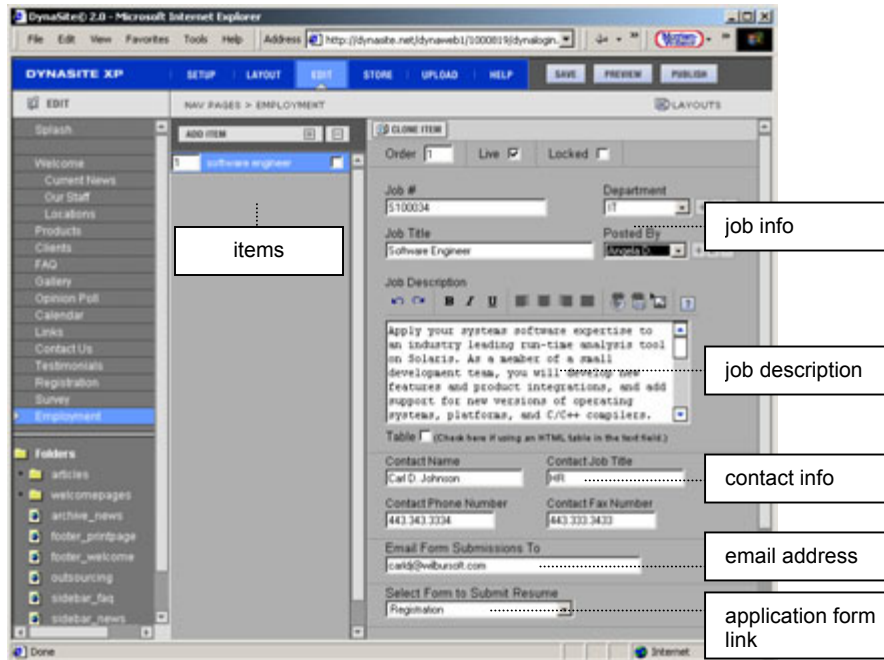 DynaSite© 2.0 - Microsoft Internet Explorer
File Edit View Favorites Tools Help Address http://dynasite.net/dynaweb1/1000819/dynalogin.
DYNASITE XP SETUP LAYOUT EDIT STORE UPLOAD HELP SAVE PREVIEW PUBLISH
EDIT NAV PAGES > EMPLOYMENT LAYOUTS
Splash
Welcome
Current News
Our Staff
Locations
Products
Clients
FAQ
Gallery
Opinion Poll
Calendar
Links
Contact Us
Testimonials
Registration
Survey
Employment
Folders
articles
welcomepages
archive_news
footer_printpage
footer_welcome
outsourcing
sidebar_faq
sidebar_news
ADD ITEM
1 software engineer
items
CLONE ITEM
Order 1 Live Locked
Job # Department
S100034 IT
Job Title Posted By
Software Engineer Angela D.
job info
Job Description
B I U
Apply your systems software expertise to
an industry leading run-time analysis tool
on Solaris. As a member of a small
development team, you will develop new
features and product integrations, and add
support for new versions of operating
systems, platforms, and C/C++ compilers.
job description
Table (Check here if using an HTML table in the text field.)
Contact Name Contact Job Title
Carl D. Johnson HR
contact info
Contact Phone Number Contact Fax Number
443.343.3334 443.333.3433
Email Form Submissions To
carldj@wilbursoft.com
email address
Select Form to Submit Resume
Registration
application form
link
Done Internet